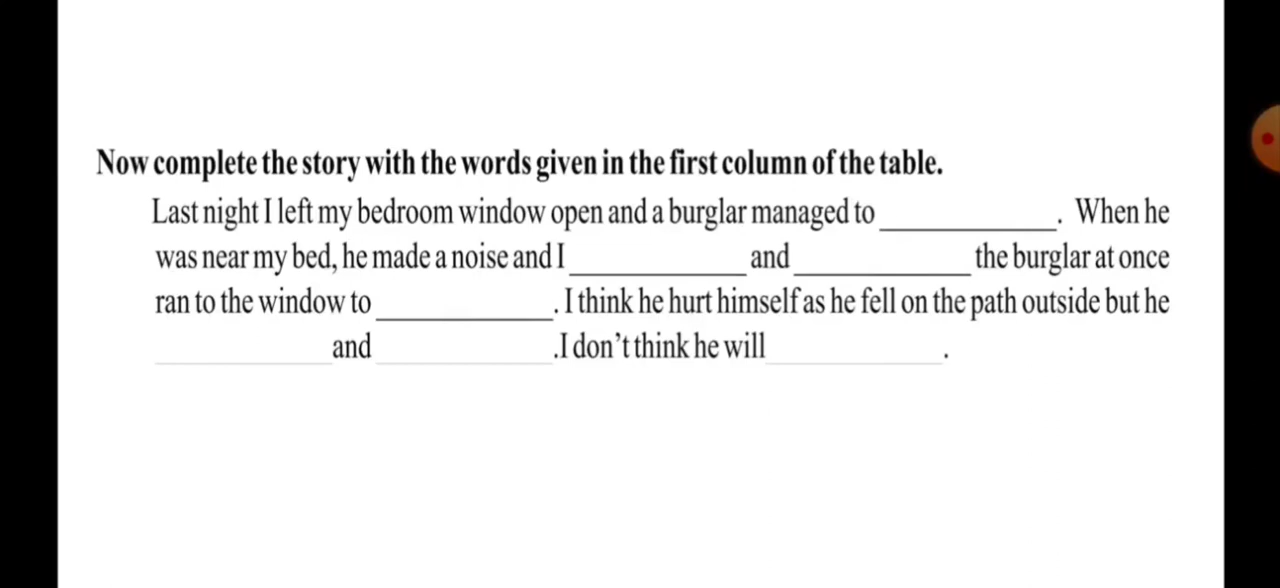 Now complete the story with the words given in the first column of the table.
Last night I left my bedroom window open and a burglar managed to ____________. When he
was near my bed, he made a noise and I ____________ and ____________ the burglar at once
ran to the window to ____________. I think he hurt himself as he fell on the path outside but he
____________ and ____________.I don't think he will ____________.